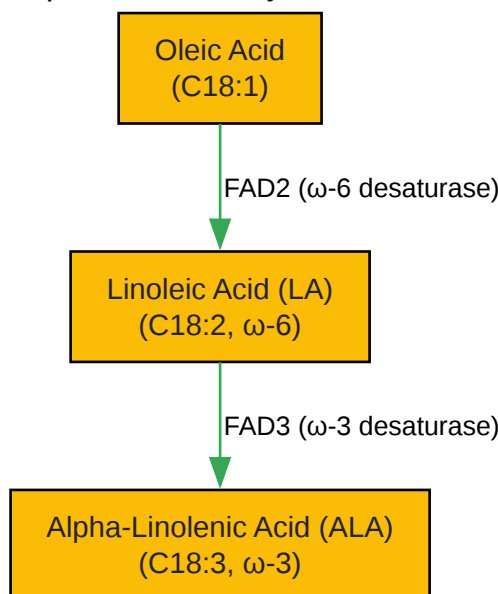 Oleic Acid
(C18:1)
FAD2 (ω-6 desaturase)
Linoleic Acid (LA)
(C18:2, ω-6)
FAD3 (ω-3 desaturase)
Alpha-Linolenic Acid (ALA)
(C18:3, ω-3)